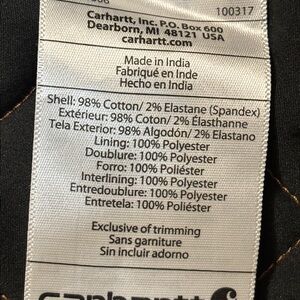 100317
Carhartt, Inc. P.O. Box 600
Dearborn, MI 48121 USA
carhartt.com
Made in India
Fabriqué en Inde
Hecho en India
Shell: 98% Cotton/ 2% Elastane (Spandex)
Extérieur: 98% Coton/ 2% Élasthanne
Tela Exterior: 98% Algodón/ 2% Elastano
Lining: 100% Polyester
Doublure: 100% Polyester
Forro: 100% Poliéster
Interlining: 100% Polyester
Entredoublure: 100% Polyester
Entretela: 100% Poliéster
Exclusive of trimming
Sans garniture
Sin incluir adorno
carhartt